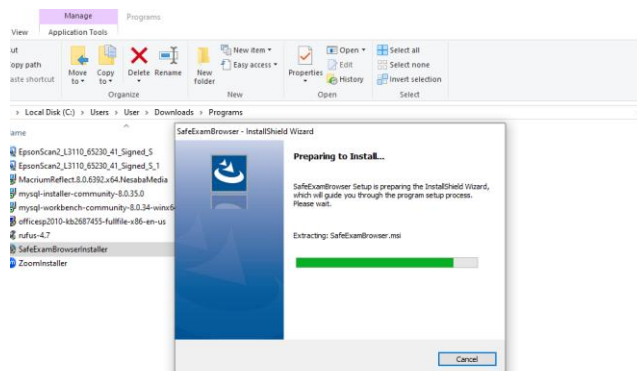 Manage Programs
View Application Tools
ut
opy path
aste shortcut
Move to
Copy to
Delete
Rename
New folder
New item
Easy access
Properties
Open
Edit
History
Select all
Select none
Invert selection
Organize New Open Select
> Local Disk (C:) > Users > User > Downloads > Programs
ame
EpsonScan2_L3110_65230_41_Signed_S
EpsonScan2_L3110_65230_41_Signed_S_1
MacriumReflect.8.0.6392.x64.NesabaMedia
mysql-installer-community-8.0.35.0
mysql-workbench-community-8.0.34-winx6
officesp2010-kb2687455-fullfile-x86-en-us
rufus-4.7
SafeExamBrowserInstaller
ZoomInstaller
SafeExamBrowser - InstallShield Wizard
Preparing to Install...
SafeExamBrowser Setup is preparing the InstallShield Wizard,
which will guide you through the program setup process.
Please wait.
Extracting: SafeExamBrowser.msi
Cancel